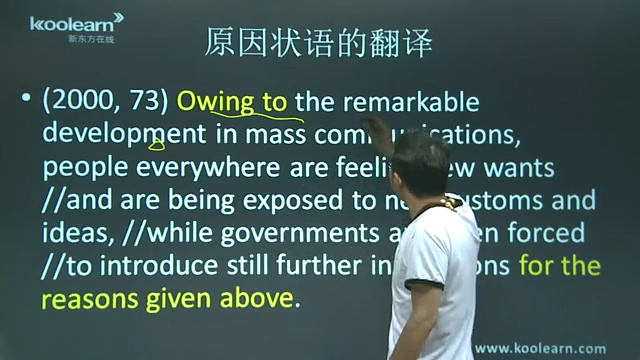 koolearn
新东方在线
原因状语的翻译
• (2000, 73) Owing to the remarkable
development in mass communications,
people everywhere are wants
//and are being exposed to customs and
ideas, //while governments forced
//to introduce still further for the
reasons given above.
www.koolearn.com